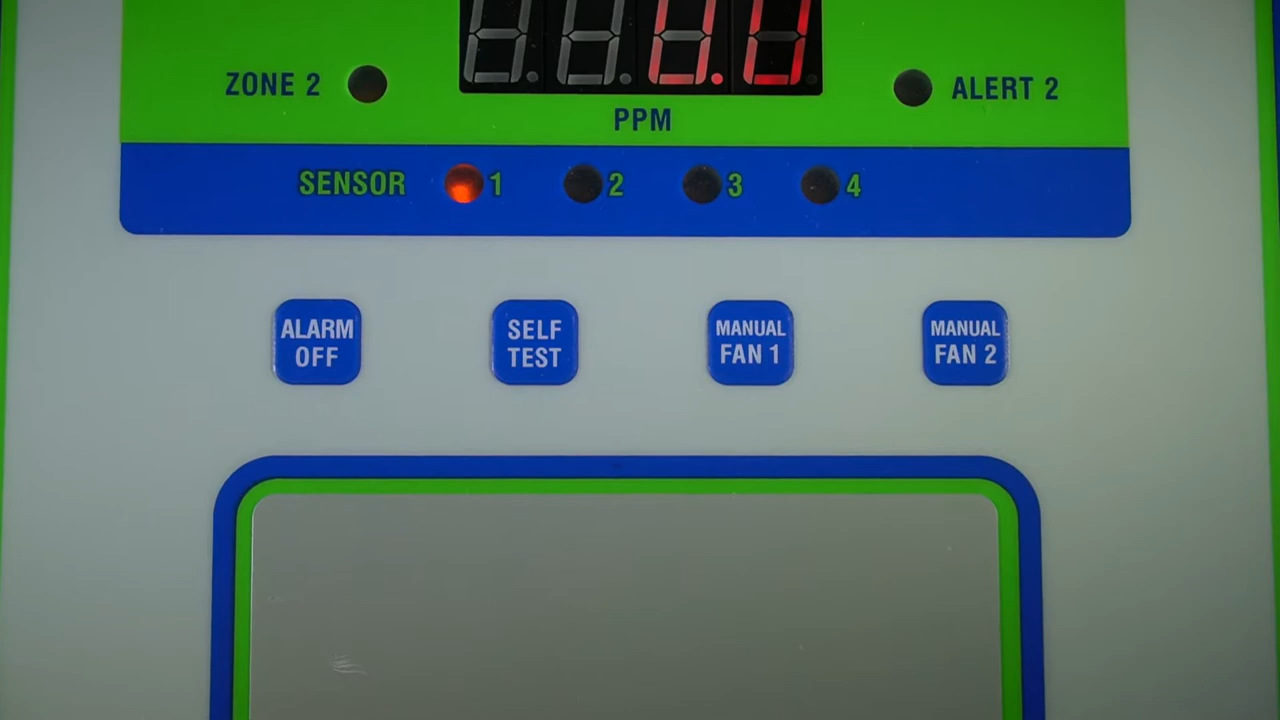 ZONE 2
ALERT 2
PPM
SENSOR 1 2 3 4
ALARM OFF
SELF TEST
MANUAL FAN 1
MANUAL FAN 2